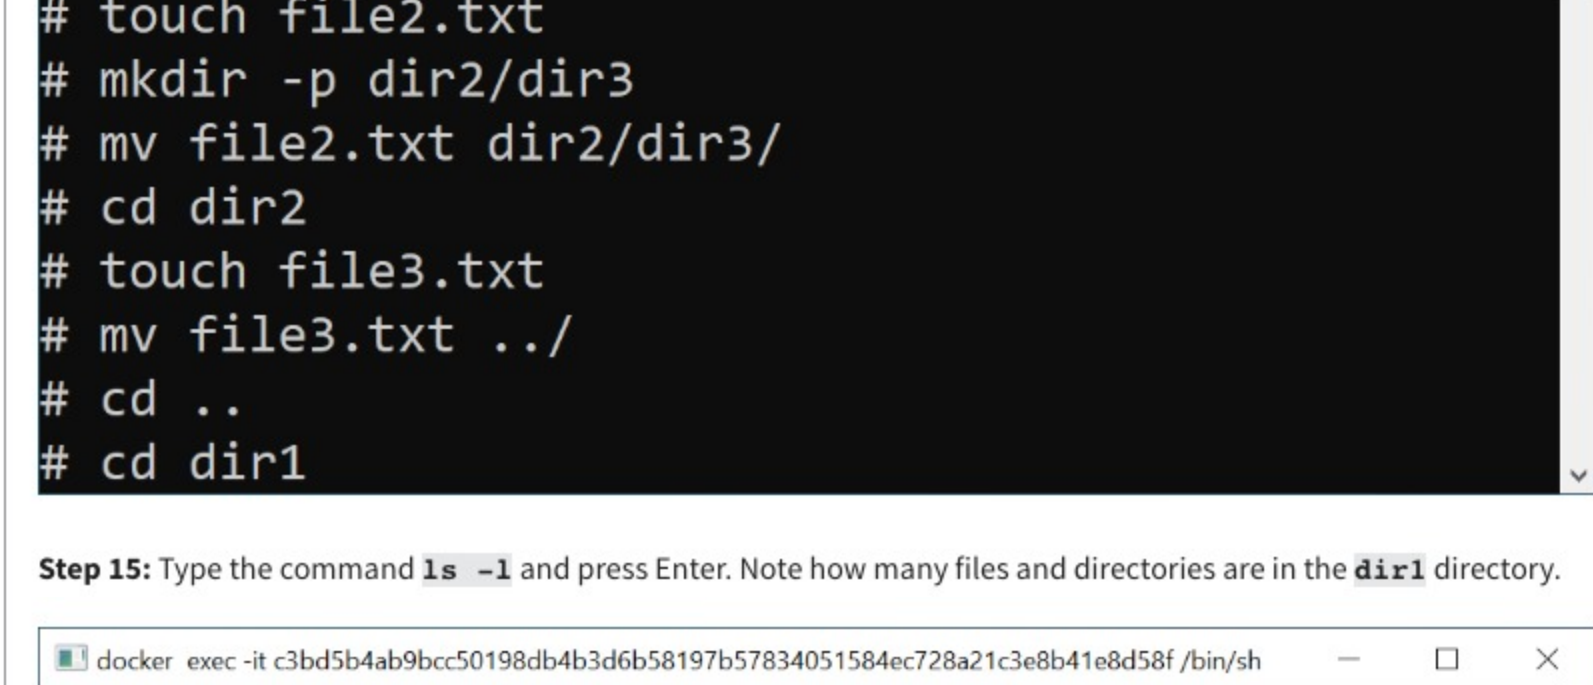 # touch file2.txt
# mkdir -p dir2/dir3
# mv file2.txt dir2/dir3/
# cd dir2
# touch file3.txt
# mv file3.txt ../
# cd ..
# cd dir1
Step 15: Type the command ls -l and press Enter. Note how many files and directories are in the dir1 directory.
docker exec -it c3bd5b4ab9bcc50198db4b3d6b58197b57834051584ec728a21c3e8b41e8d58f /bin/sh